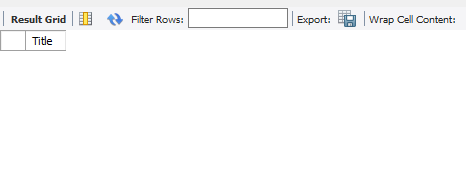 Result Grid Filter Rows: Export: Wrap Cell Content:
Title